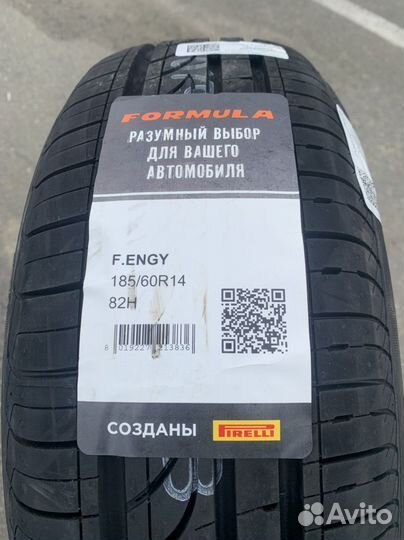 FORMULA
РАЗУМНЫЙ ВЫБОР
ДЛЯ ВАШЕГО
АВТОМОБИЛЯ
F.ENGY
185/60R14
82H
СОЗДАНЫ PIRELLI
Avito